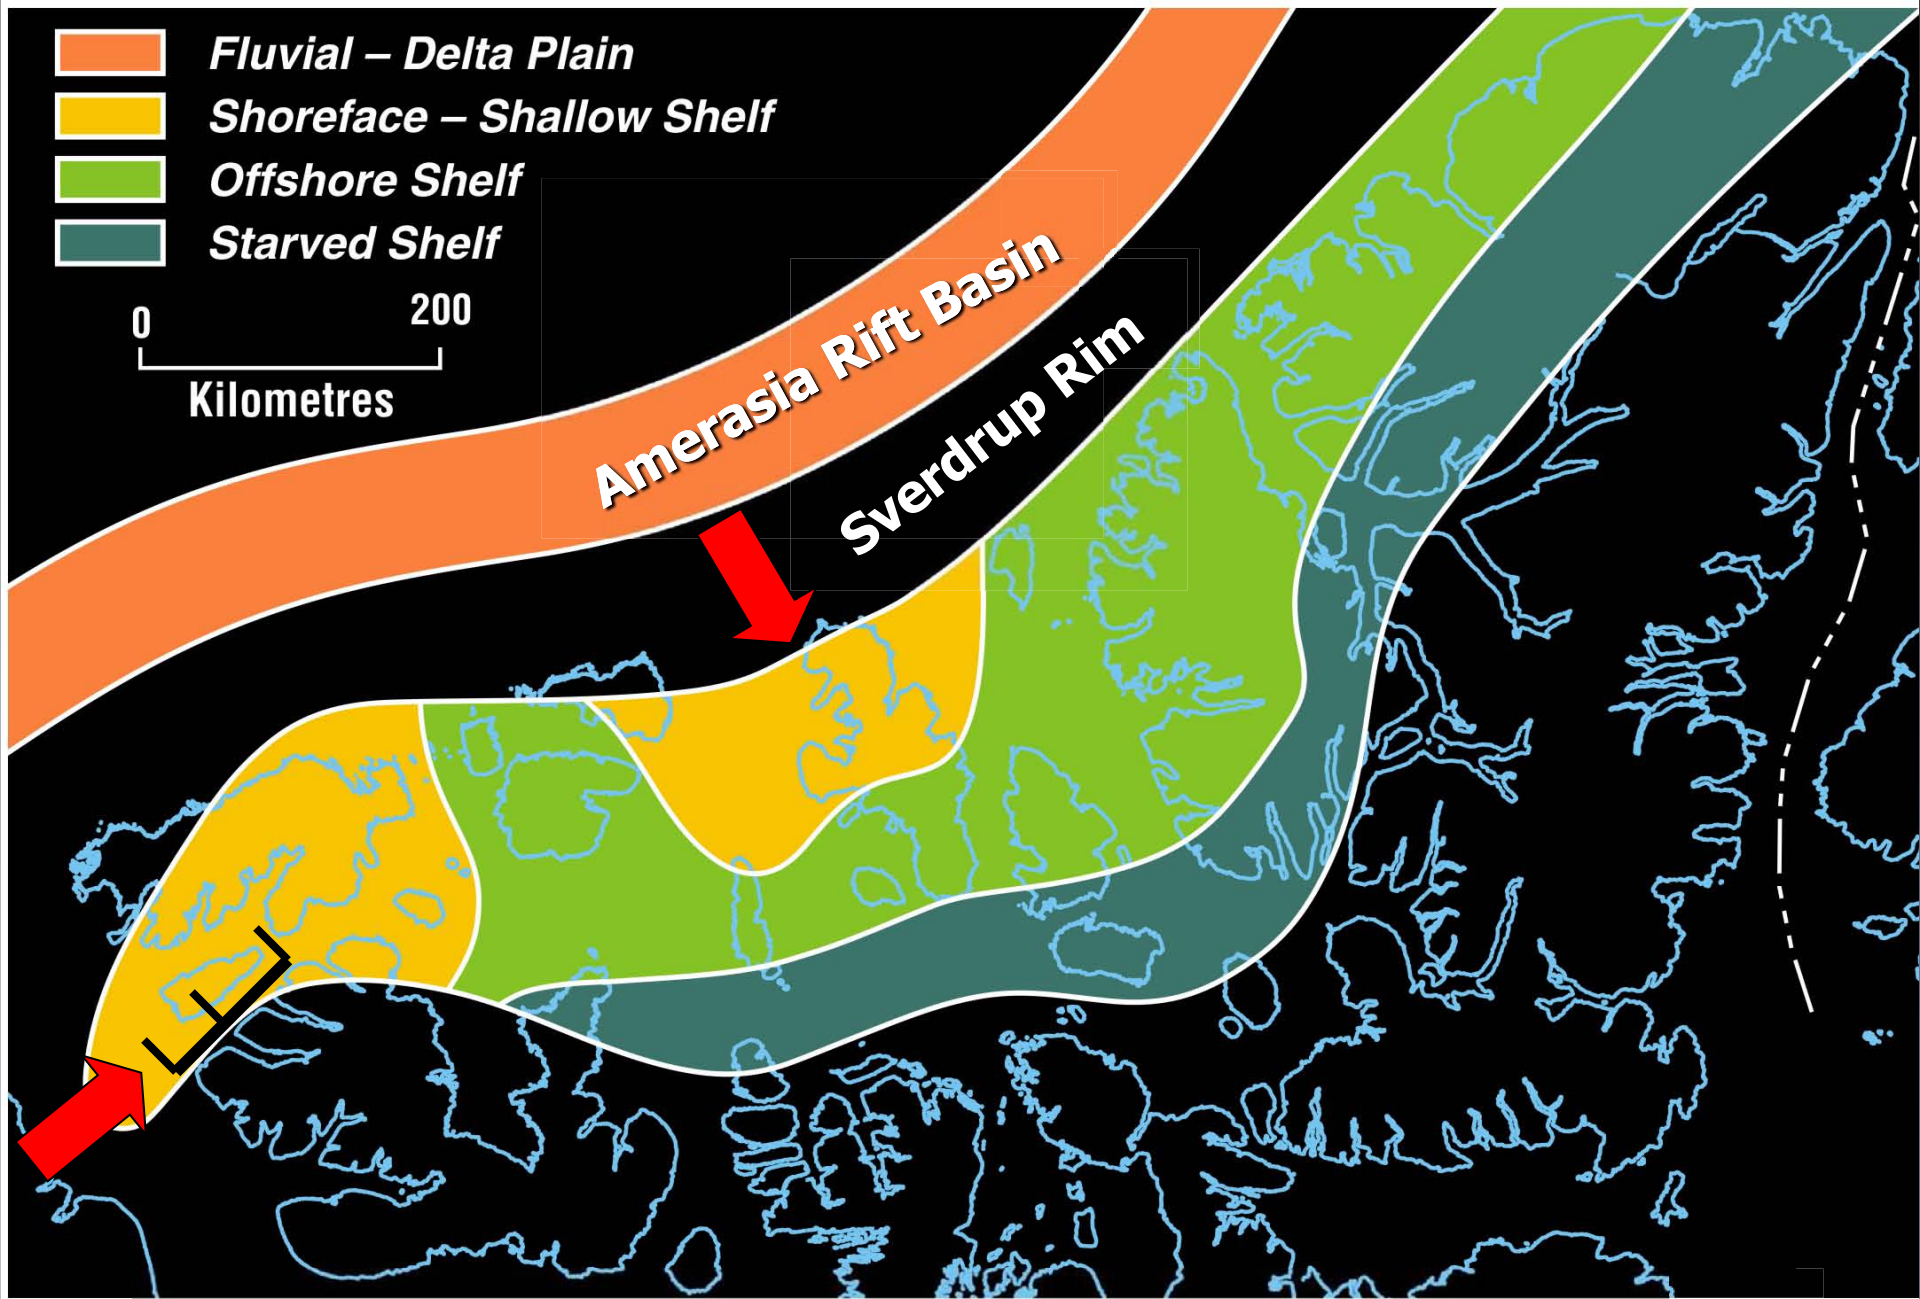 Fluvial – Delta Plain
Shoreface – Shallow Shelf
Offshore Shelf
Starved Shelf
0 200
Kilometres
Amerasia Rift Basin
Sverdrup Rim